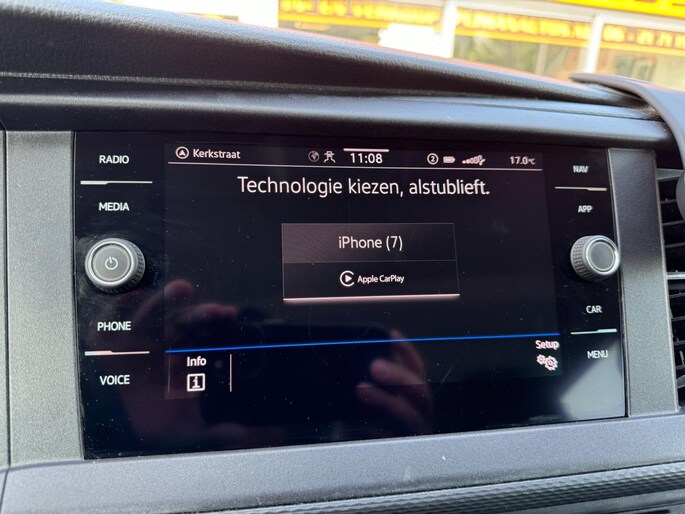 RADIO
MEDIA
PHONE
VOICE
Kerkstraat
11:08
2
17.0°C
Technologie kiezen, alstublieft.
iPhone (7)
Apple CarPlay
Info
i
Setup
NAV
APP
CAR
MENU